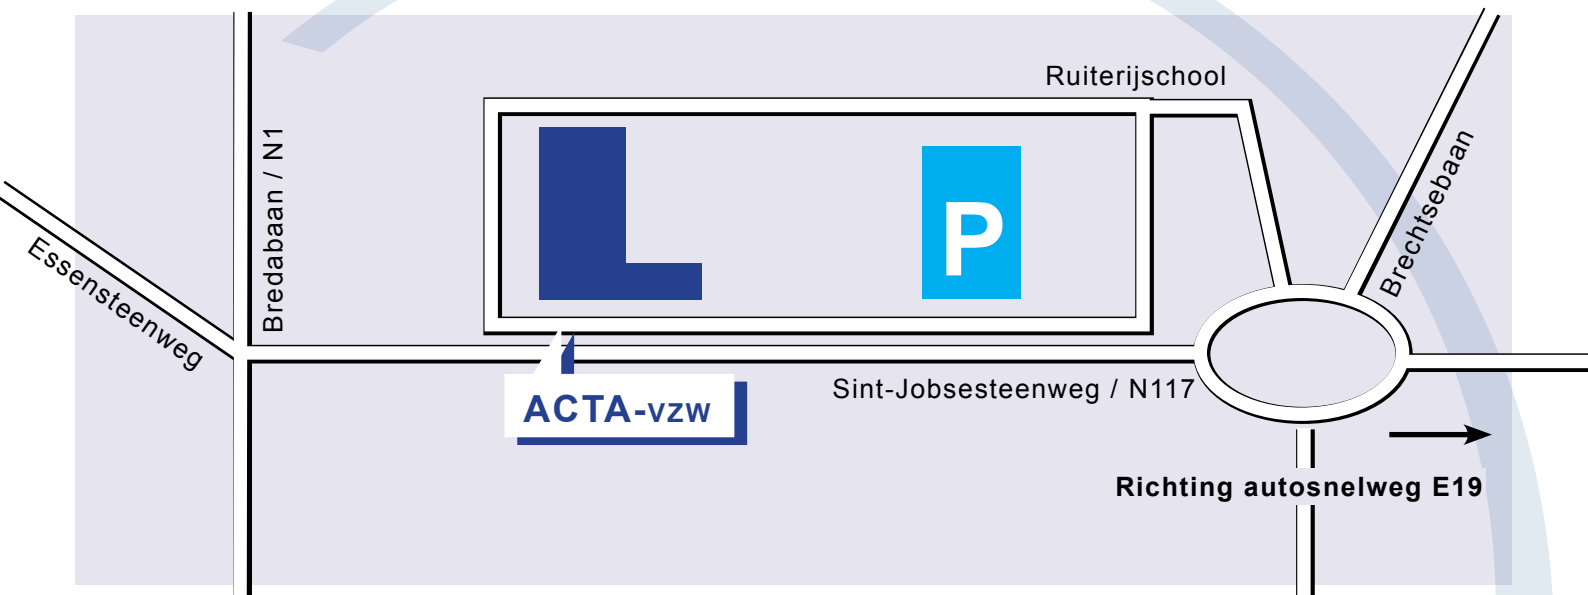 Ruiterijschool
Bredabaan / N1
Brechtsebaan
P
Essensteenweg
Sint-Jobsesteenweg / N117
ACTA-VZW
Richting autosnelweg E19